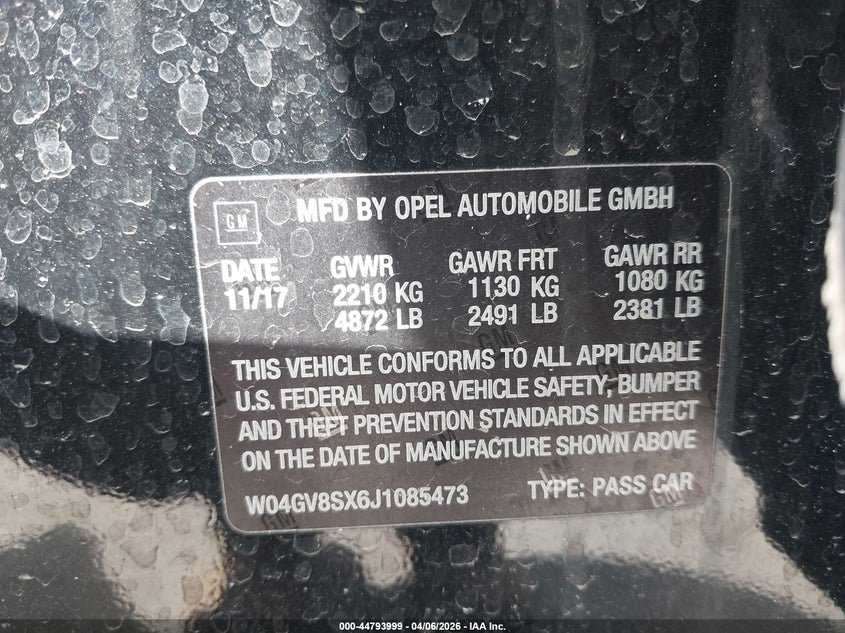 GM
MFD BY OPEL AUTOMOBILE GMBH
DATE GVWR GAWR FRT GAWR RR
11/17 2210 KG 1130 KG 1080 KG
4872 LB 2491 LB 2381 LB
THIS VEHICLE CONFORMS TO ALL APPLICABLE
U.S. FEDERAL MOTOR VEHICLE SAFETY, BUMPER
AND THEFT PREVENTION STANDARDS IN EFFECT
ON THE DATE OF MANUFACTURE SHOWN ABOVE
W04GV8SX6J1085473 TYPE: PASS CAR
000-44793999 - 04/06/2026 - IAA Inc.